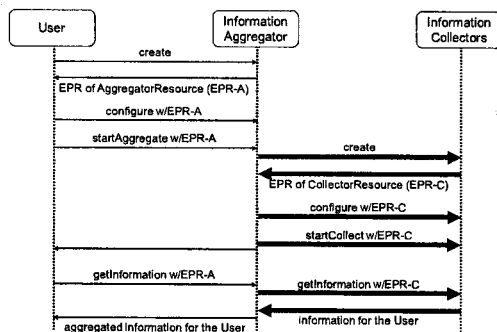 User
Information
Aggregator
Information
Collectors
create
EPR of AggregatorResource (EPR-A)
configure w/EPR-A
startAggregate w/EPR-A
create
EPR of CollectorResource (EPR-C)
configure w/EPR-C
startCollect w/EPR-C
getInformation w/EPR-A
getInformation w/EPR-C
information for the User
aggregated information for the User